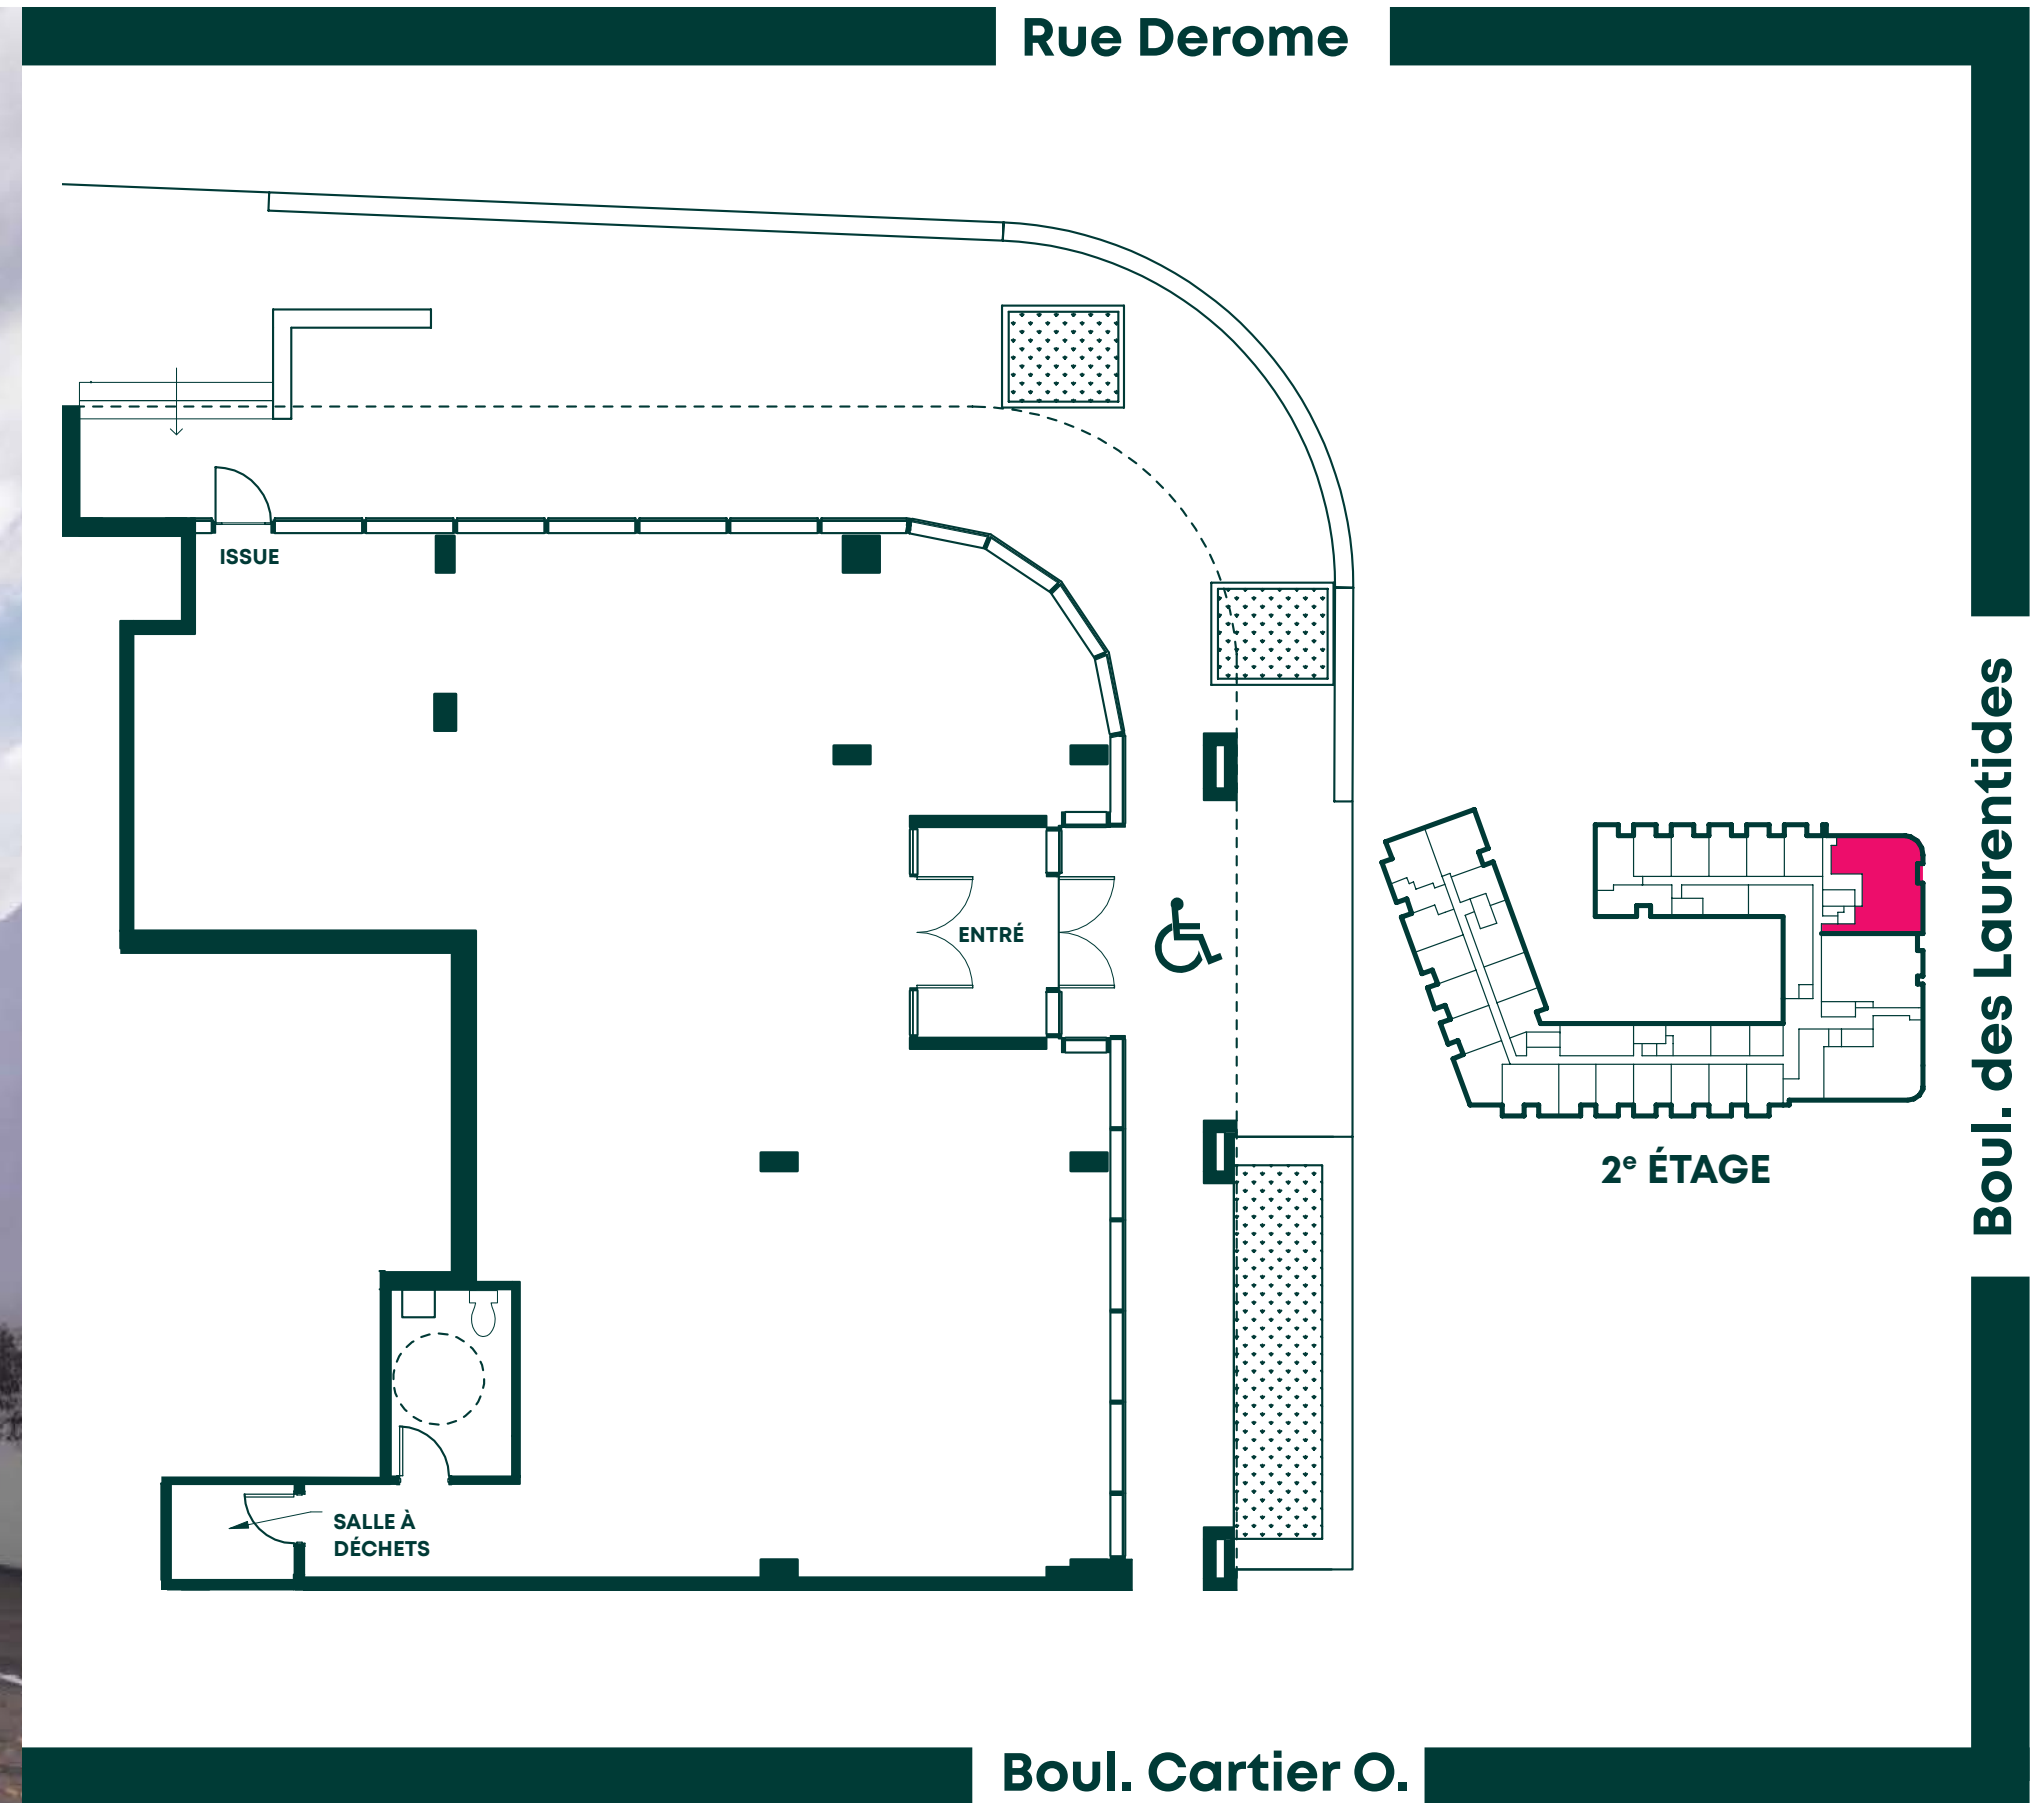 Rue Derome
ISSUE
ENTRÉ
Boul. des Laurentides
2e ÉTAGE
SALLE À
DÉCHETS
Boul. Cartier O.